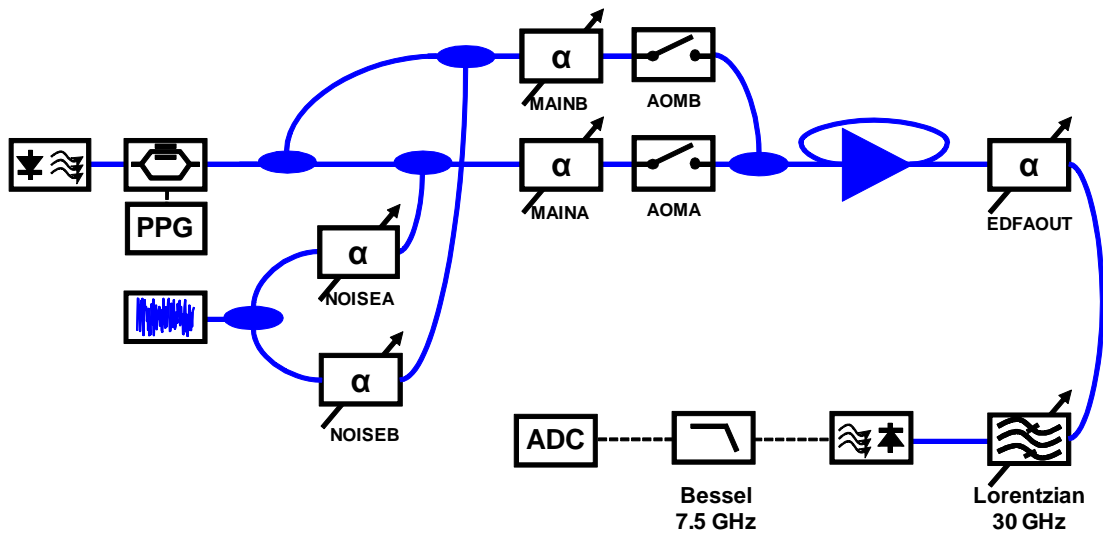 α
MAINB
AOMB
α
MAINA
AOMA
α
EDFAOUT
PPG
α
NOISEA
α
NOISEB
ADC
Bessel
7.5 GHz
Lorentzian
30 GHz